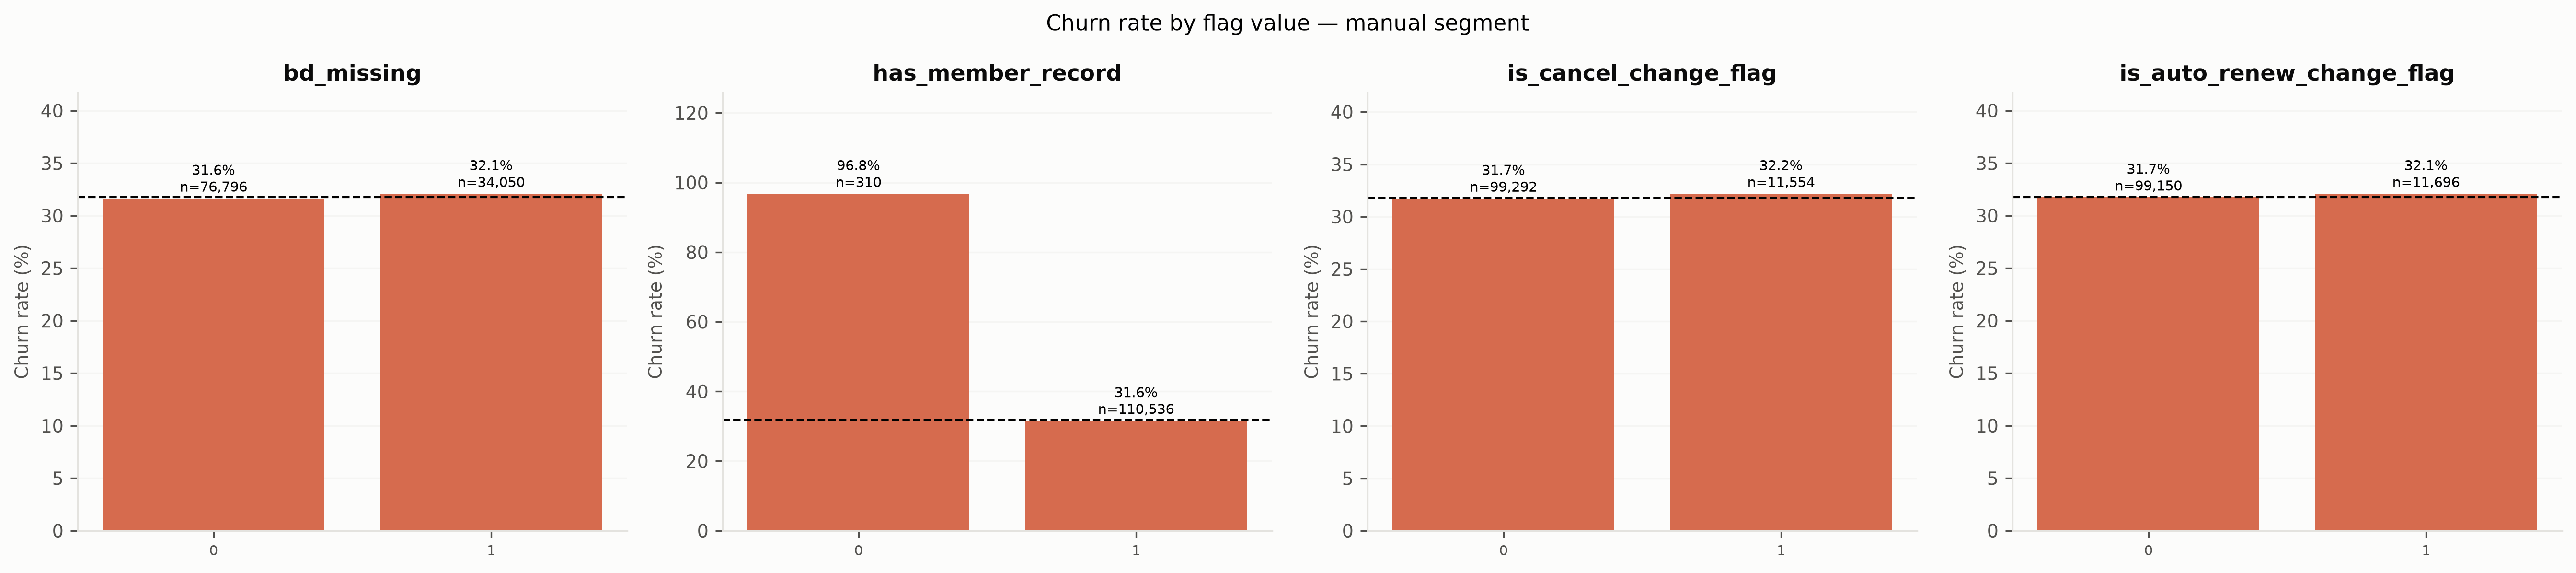 Churn rate by flag value — manual segment
bd_missing
Churn rate (%)
40
35
30
25
20
15
10
5
0
31.6%
n=76,796
32.1%
n=34,050
0
1
has_member_record
Churn rate (%)
120
100
80
60
40
20
0
96.8%
n=310
31.6%
n=110,536
0
1
is_cancel_change_flag
Churn rate (%)
40
35
30
25
20
15
10
5
0
31.7%
n=99,292
32.2%
n=11,554
0
1
is_auto_renew_change_flag
Churn rate (%)
40
35
30
25
20
15
10
5
0
31.7%
n=99,150
32.1%
n=11,696
0
1